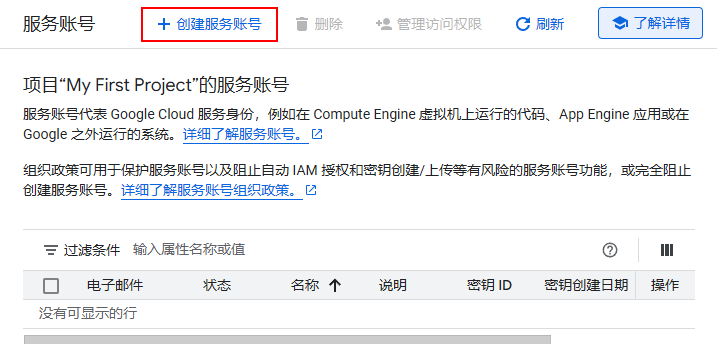 服务账号 + 创建服务账号 删除 管理访问权限 刷新 了解详情
项目“My First Project”的服务账号
服务账号代表 Google Cloud 服务身份，例如在 Compute Engine 虚拟机上运行的代码、App Engine 应用或在
Google 之外运行的系统。详细了解服务账号。
组织政策可用于保护服务账号以及阻止自动 IAM 授权和密钥创建/上传等有风险的服务账号功能，或完全阻止
创建服务账号。详细了解服务账号组织政策。
过滤条件 输入属性名称或值
电子邮件 状态 名称 ↑ 说明 密钥 ID 密钥创建日期 操作
没有可显示的行